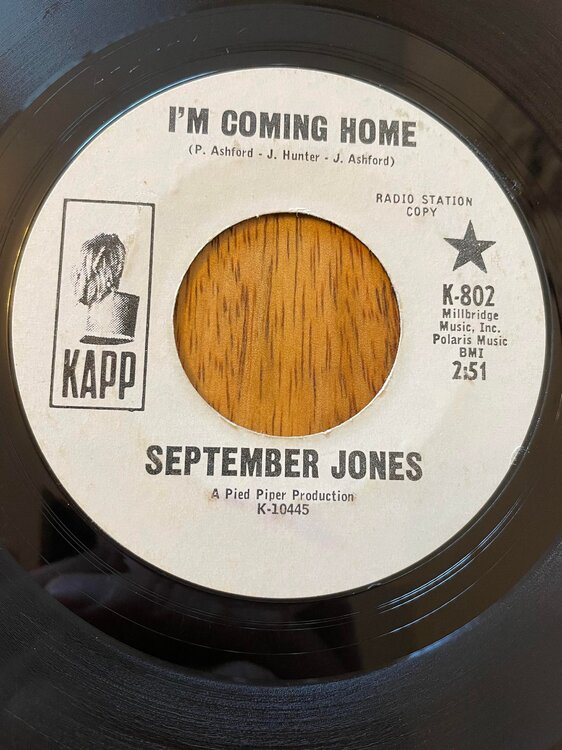 I'M COMING HOME
(P. Ashford - J. Hunter - J. Ashford)
RADIO STATION
COPY
K-802
Millbridge
Music, Inc.
Polaris Music
BMI
2:51
KAPP
SEPTEMBER JONES
A Pied Piper Production
K-10445